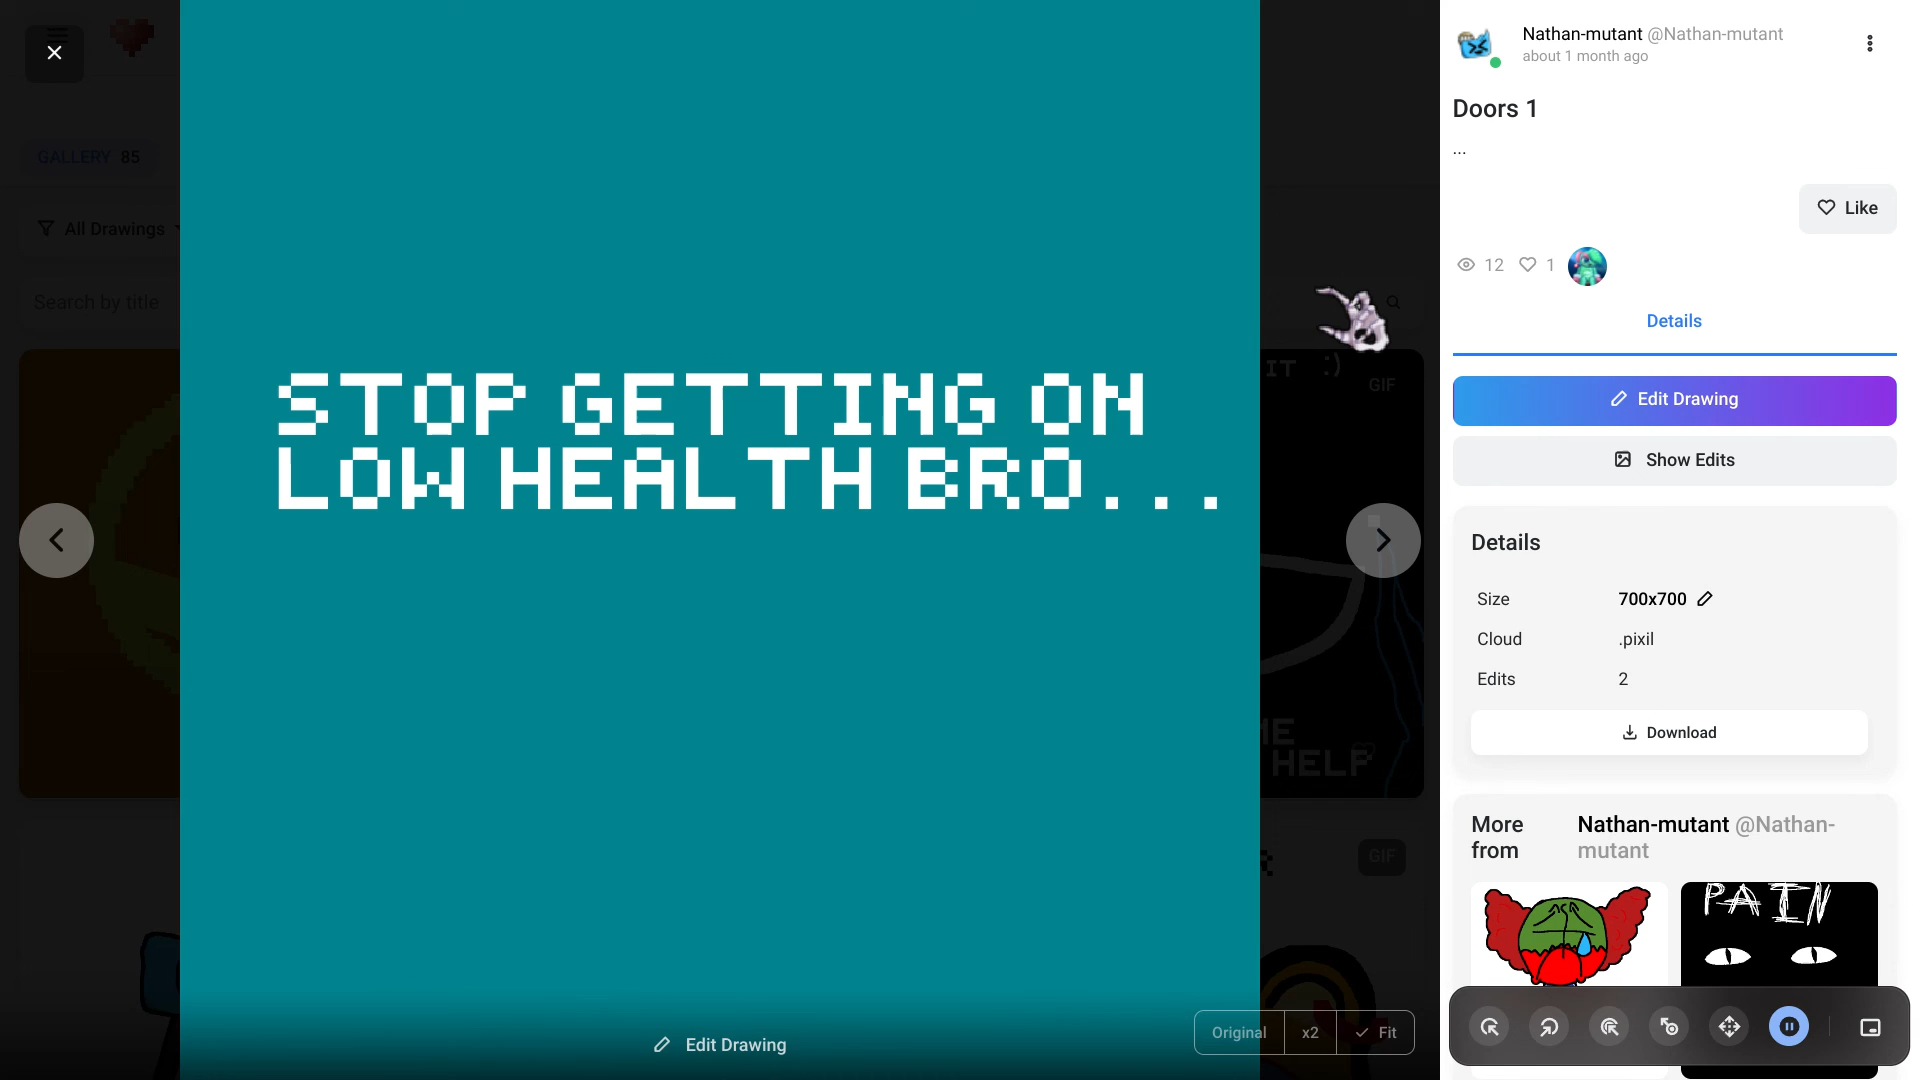 Nathan-mutant @Nathan-mutant
about 1 month ago
Doors 1
...
Like
12
1
Details
Edit Drawing
Show Edits
Details
Size 700x700
Cloud .pixil
Edits 2
Download
More from Nathan-mutant @Nathan-mutant
PAIN
GALLERY 85
All Drawings
Search by title
STOP GETTING ON
LOW HEALTH BRO...
IT :)
GIF
HELP
GIF
Edit Drawing
Original x2 Fit